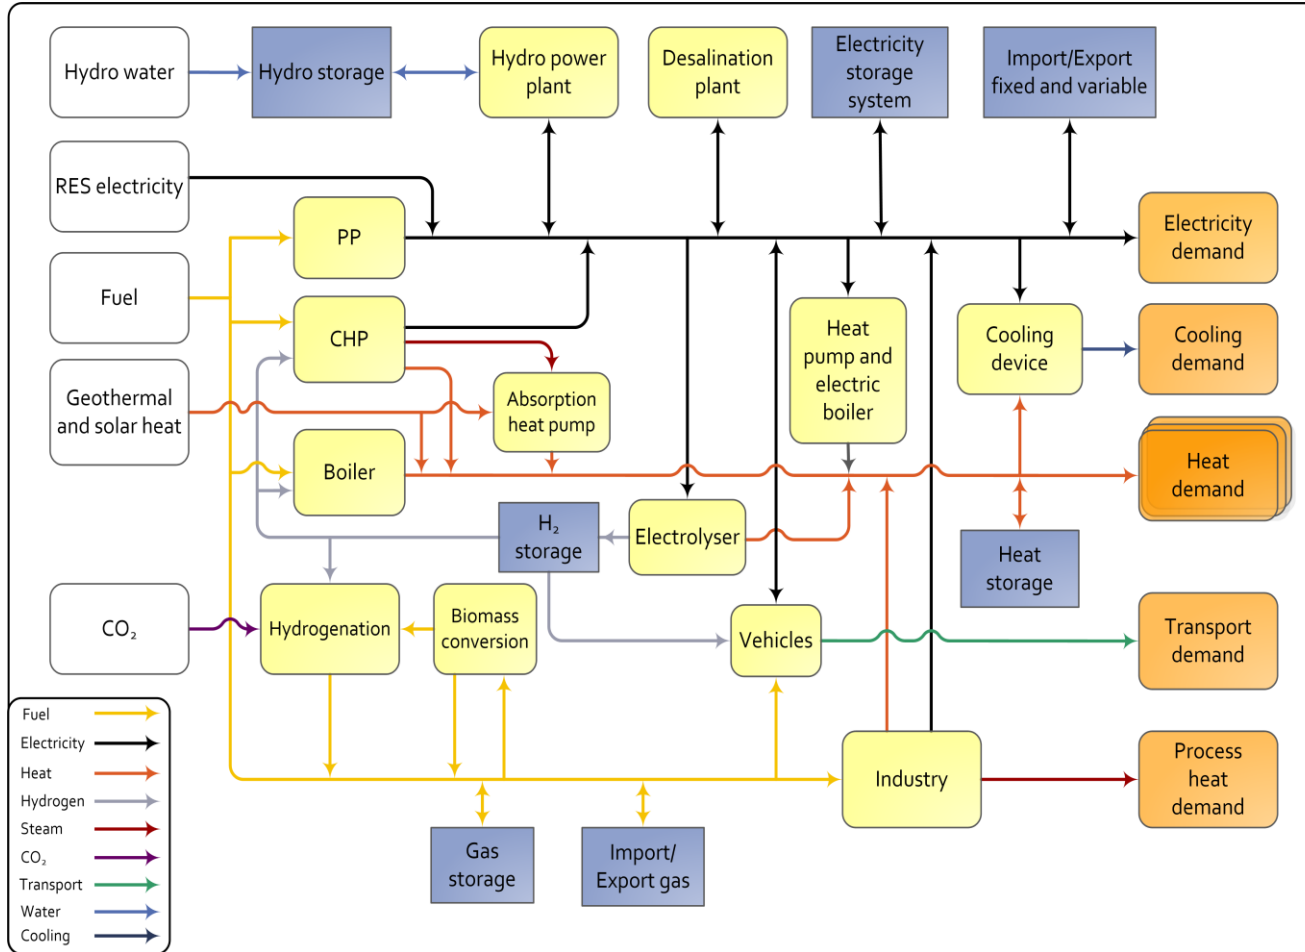 Hydro water
Hydro storage
Hydro power
plant
Desalination
plant
Electricity
storage
system
Import/Export
fixed and variable
RES electricity
PP
Electricity
demand
Fuel
CHP
Heat
pump and
electric
boiler
Cooling
device
Cooling
demand
Geothermal
and solar heat
Absorption
heat pump
Boiler
Heat
demand
H₂
storage
Electrolyser
Heat
storage
CO₂
Hydrogenation
Biomass
conversion
Vehicles
Transport
demand
Industry
Process
heat
demand
Gas
storage
Import/
Export gas
Fuel
Electricity
Heat
Hydrogen
Steam
CO₂
Transport
Water
Cooling